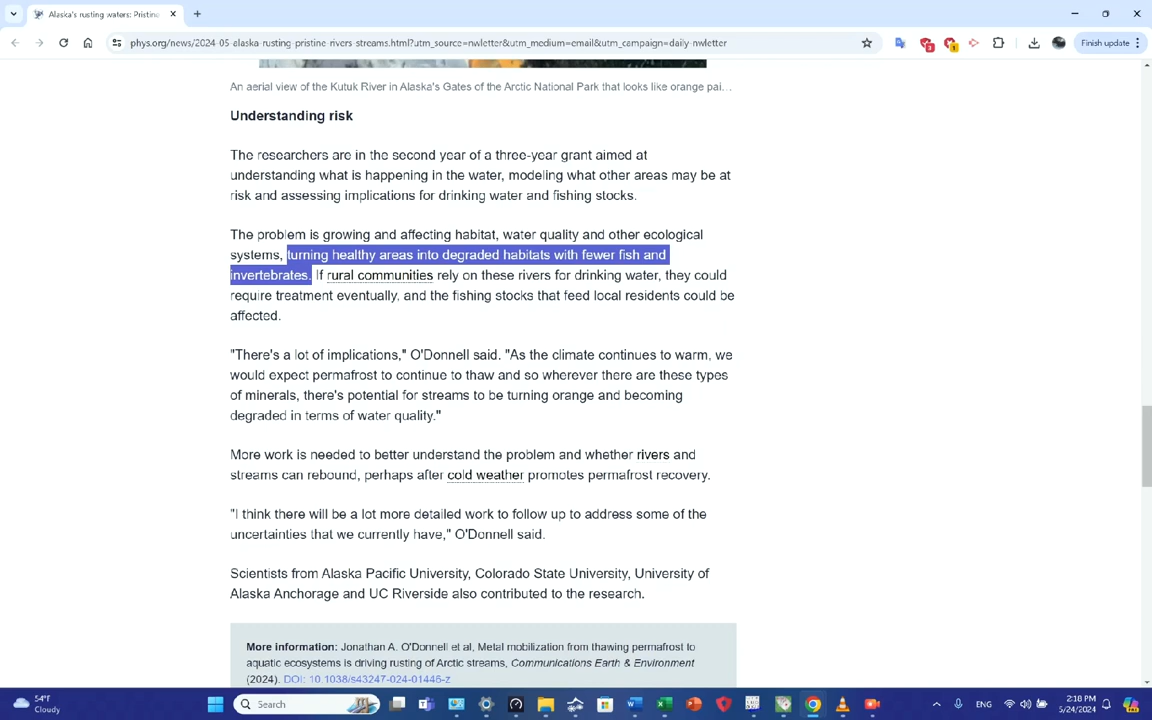 Alaska's rusting waters: Pristin
phys.org/news/2024-05-alaska-rusting-pristine-rivers-streams.html?utm_source=nwletter&utm_medium=email&utm_campaign=daily-nwletter
Finish update
An aerial view of the Kutuk River in Alaska's Gates of the Arctic National Park that looks like orange pai...
Understanding risk
The researchers are in the second year of a three-year grant aimed at
understanding what is happening in the water, modeling what other areas may be at
risk and assessing implications for drinking water and fishing stocks.
The problem is growing and affecting habitat, water quality and other ecological
systems, turning healthy areas into degraded habitats with fewer fish and
invertebrates. If rural communities rely on these rivers for drinking water, they could
require treatment eventually, and the fishing stocks that feed local residents could be
affected.
"There's a lot of implications," O'Donnell said. "As the climate continues to warm, we
would expect permafrost to continue to thaw and so wherever there are these types
of minerals, there's potential for streams to be turning orange and becoming
degraded in terms of water quality."
More work is needed to better understand the problem and whether rivers and
streams can rebound, perhaps after cold weather promotes permafrost recovery.
"I think there will be a lot more detailed work to follow up to address some of the
uncertainties that we currently have," O'Donnell said.
Scientists from Alaska Pacific University, Colorado State University, University of
Alaska Anchorage and UC Riverside also contributed to the research.
More information: Jonathan A. O'Donnell et al, Metal mobilization from thawing permafrost to
aquatic ecosystems is driving rusting of Arctic streams, Communications Earth & Environment
(2024). DOI: 10.1038/s43247-024-01446-z
54°F
Cloudy
Search
ENG
2:18 PM
5/24/2024